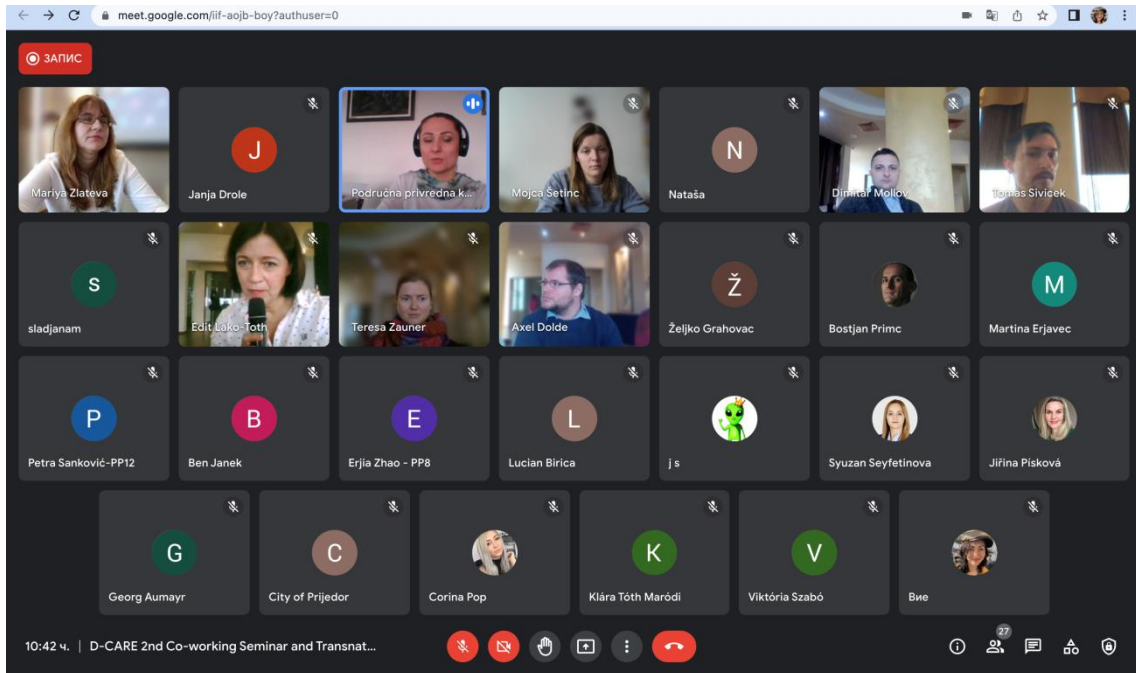 meet.google.com/iif-aojb-boy?authuser=0
ЗАПИС
Mariya Zlateva
J
Janja Drole
Područna privredna k...
Mojca Šetinc
N
Nataša
Dimitar Mollov
Tomas Sivicek
s
sladjanam
Edit Lako-Toth
Teresa Zauner
Axel Dolde
Ž
Željko Grahovac
Bostjan Primc
M
Martina Erjavec
P
Petra Sanković-PP12
B
Ben Janek
E
Erjia Zhao - PP8
L
Lucian Birica
j s
Syuzan Seyfetinova
Jiřina Písková
G
Georg Aumayr
C
City of Prijedor
Corina Pop
K
Klára Tóth Maródi
V
Viktória Szabó
Вие
10:42 ч. | D-CARE 2nd Co-working Seminar and Transnat...
27